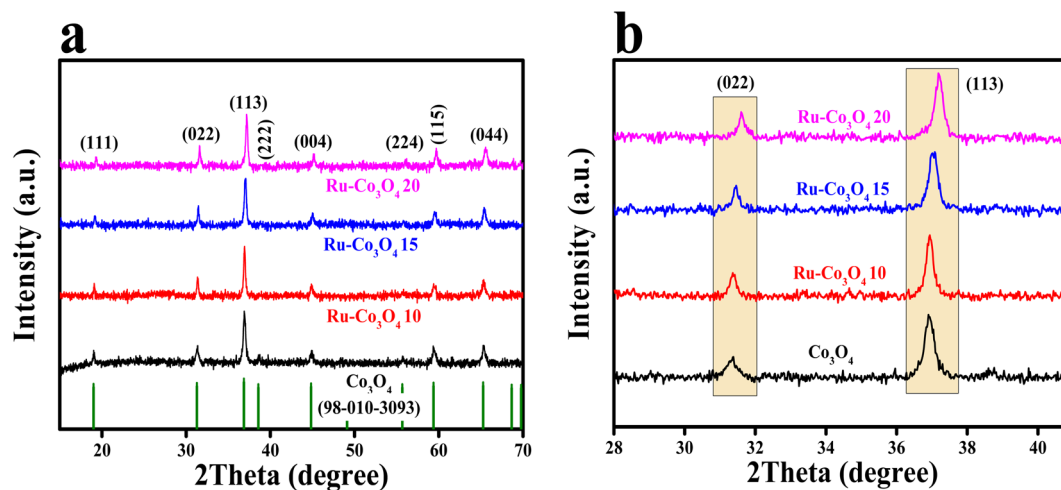 a
(113)
(222)
(111)
(022)
(004)
(224)
(115)
(044)
Ru-Co₃O₄ 20
Ru-Co₃O₄ 15
Ru-Co₃O₄ 10
Co₃O₄
(98-010-3093)
Intensity (a.u.)
20 30 40 50 60 70
2Theta (degree)
b
(022)
(113)
Ru-Co₃O₄ 20
Ru-Co₃O₄ 15
Ru-Co₃O₄ 10
Co₃O₄
Intensity (a.u.)
28 30 32 34 36 38 40
2Theta (degree)